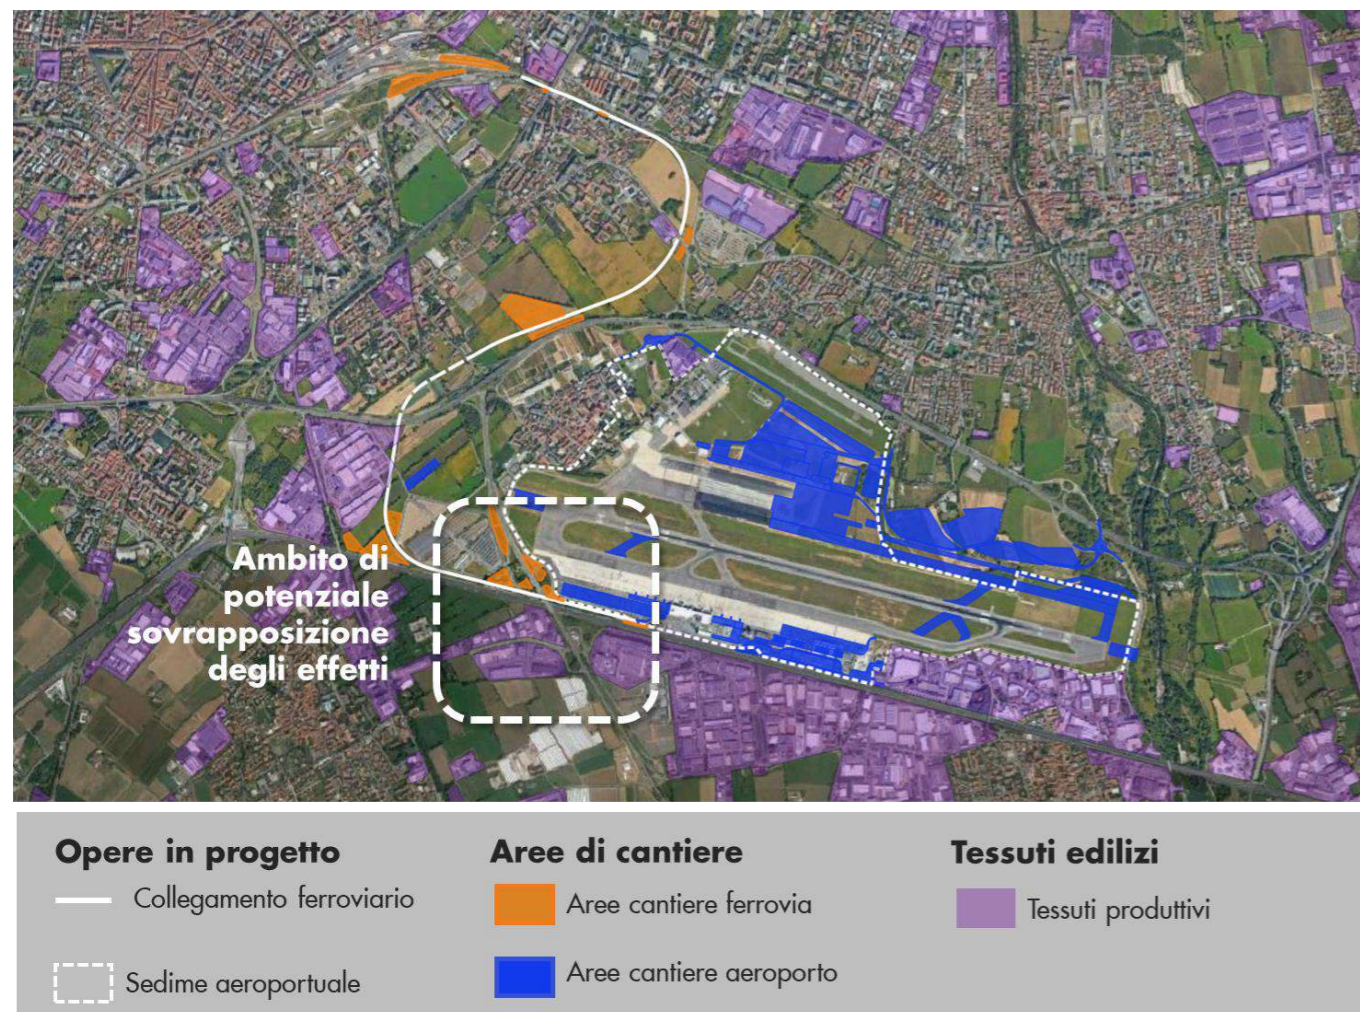 Ambito di
potenziale
sovrapposizione
degli effetti
Opere in progetto
Collegamento ferroviario
Sedime aeroportuale
Aree di cantiere
Aree cantiere ferrovia
Aree cantiere aeroporto
Tessuti edilizi
Tessuti produttivi